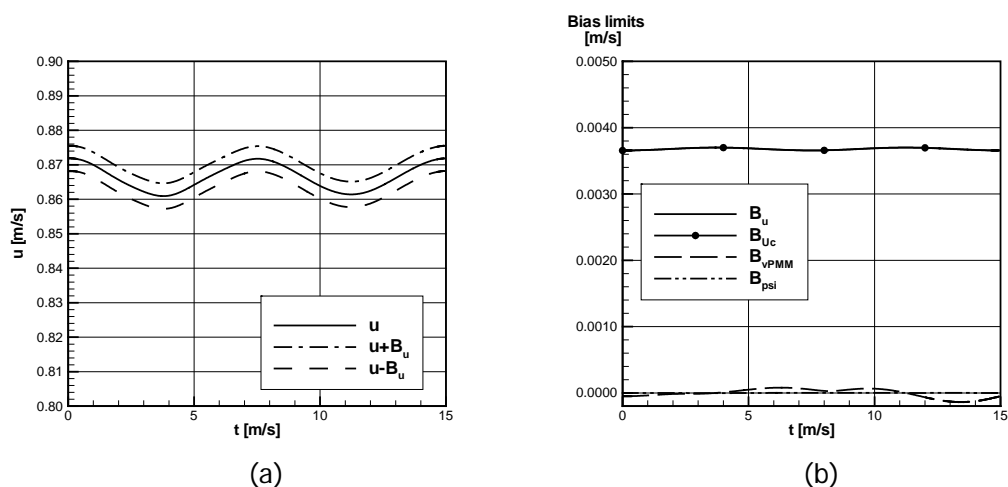 Bias limits
[m/s]
0.90
0.89
0.88
0.87
0.86
0.85
0.84
0.83
0.82
0.81
0.80
u [m/s]
u
u+Bu
u-Bu
0 5 10 15
t [m/s]
(a)
0.0050
0.0040
0.0030
0.0020
0.0010
0.0000
Bu
BUc
BvPMM
Bpsi
0 5 10 15
t [m/s]
(b)